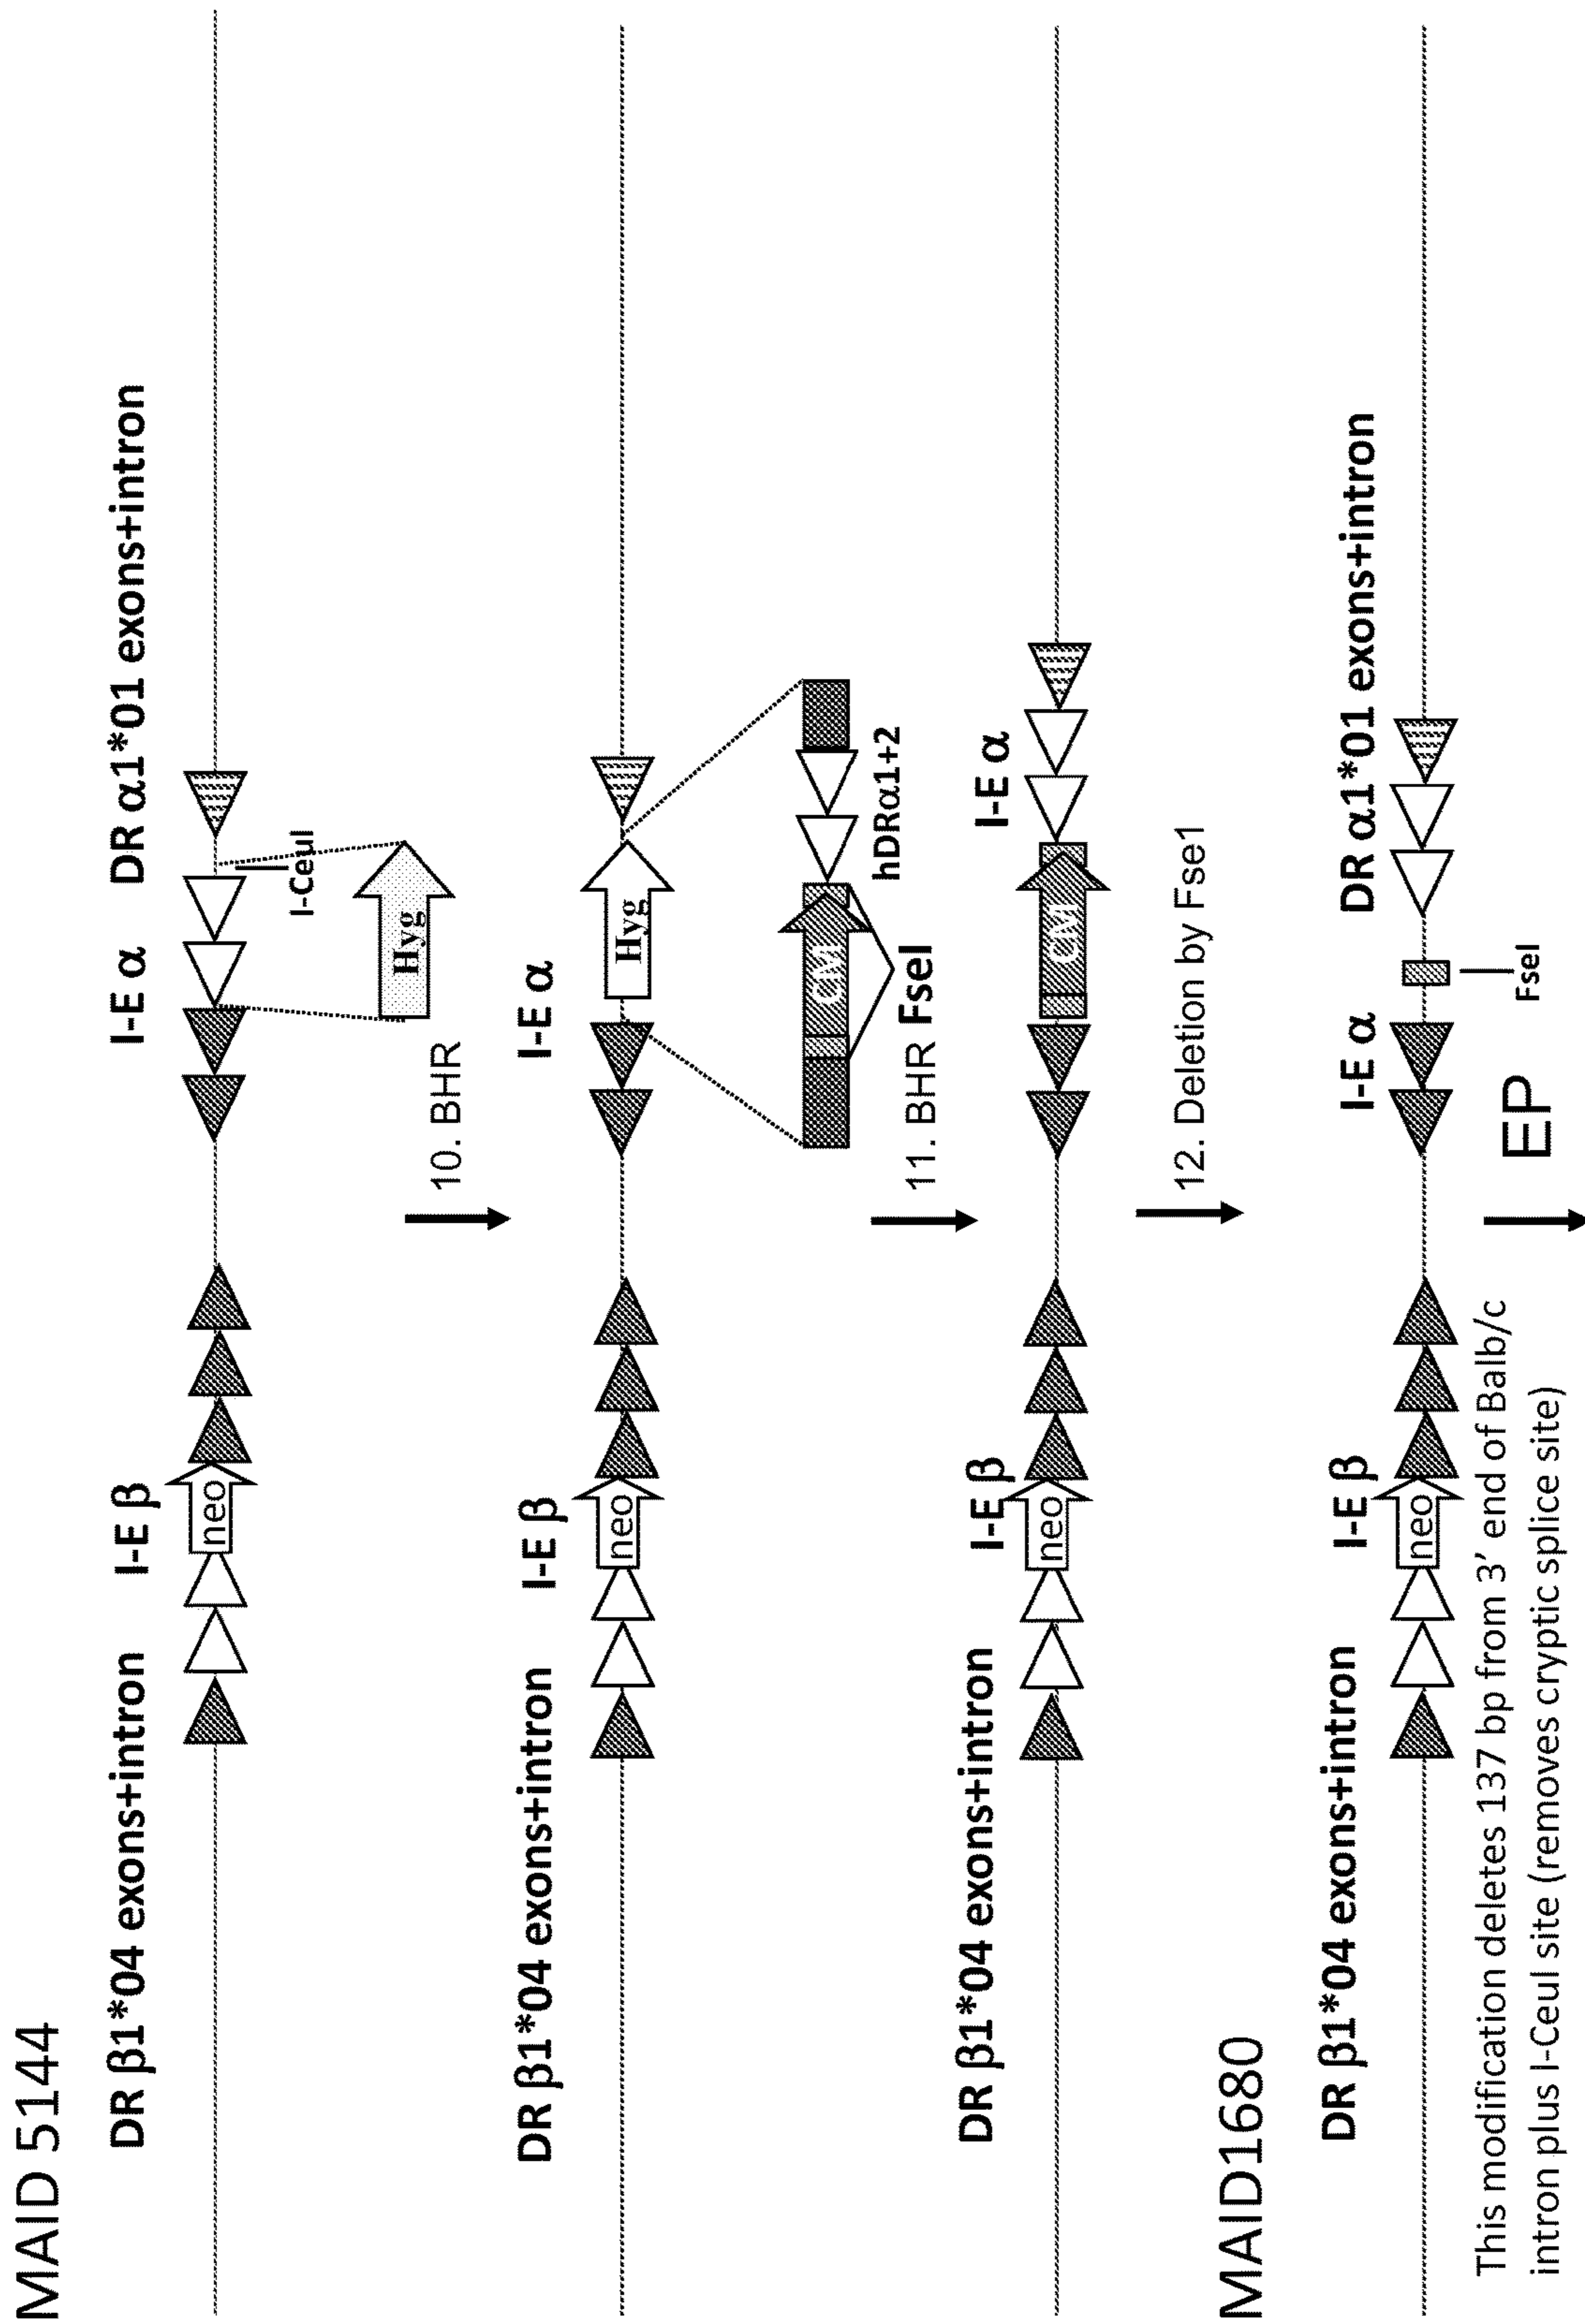 MAID 5144
DR β1*04 exons+intron
I-E β
I-E α
DR α1*01 exons+intron
neo
I-CeuI
Hyg
10. BHR
DR β1*04 exons+intron
I-E β
I-E α
neo
Hyg
CM
hDRα1+2
FseI
11. BHR
DR β1*04 exons+intron
I-E β
I-E α
neo
CM
12. Deletion by Fse1
MAID1680
DR β1*04 exons+intron
I-E β
I-E α
DR α1*01 exons+intron
neo
FseI
EP
This modification deletes 137 bp from 3' end of Balb/c
intron plus I-CeuI site (removes cryptic splice site)